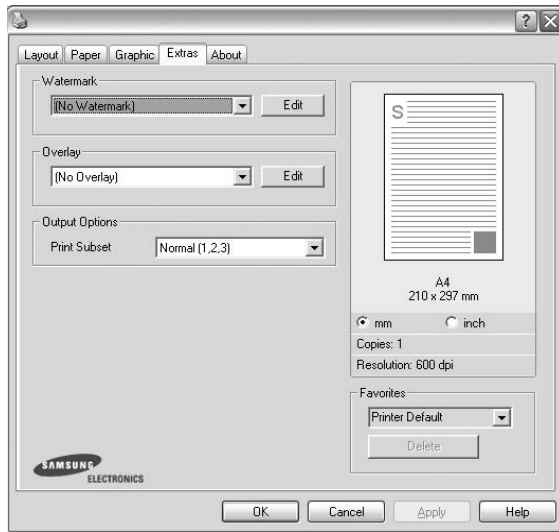 Layout Paper Graphic Extras About
Watermark
(No Watermark) Edit
Overlay
(No Overlay) Edit
Output Options
Print Subset Normal (1,2,3)
S
A4
210 x 297 mm
mm inch
Copies: 1
Resolution: 600 dpi
Favorites
Printer Default
Delete
SAMSUNG
ELECTRONICS
OK Cancel Apply Help